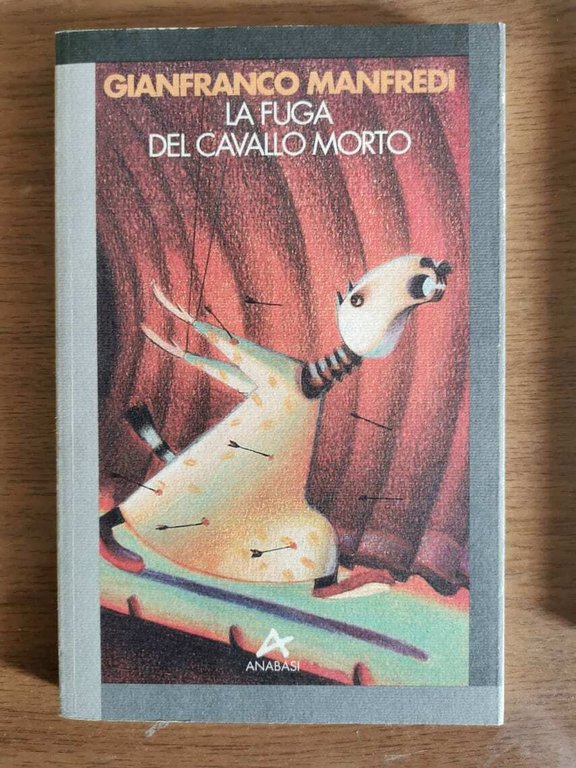 GIANFRANCO MANFREDI
LA FUGA
DEL CAVALLO MORTO
ANABASI